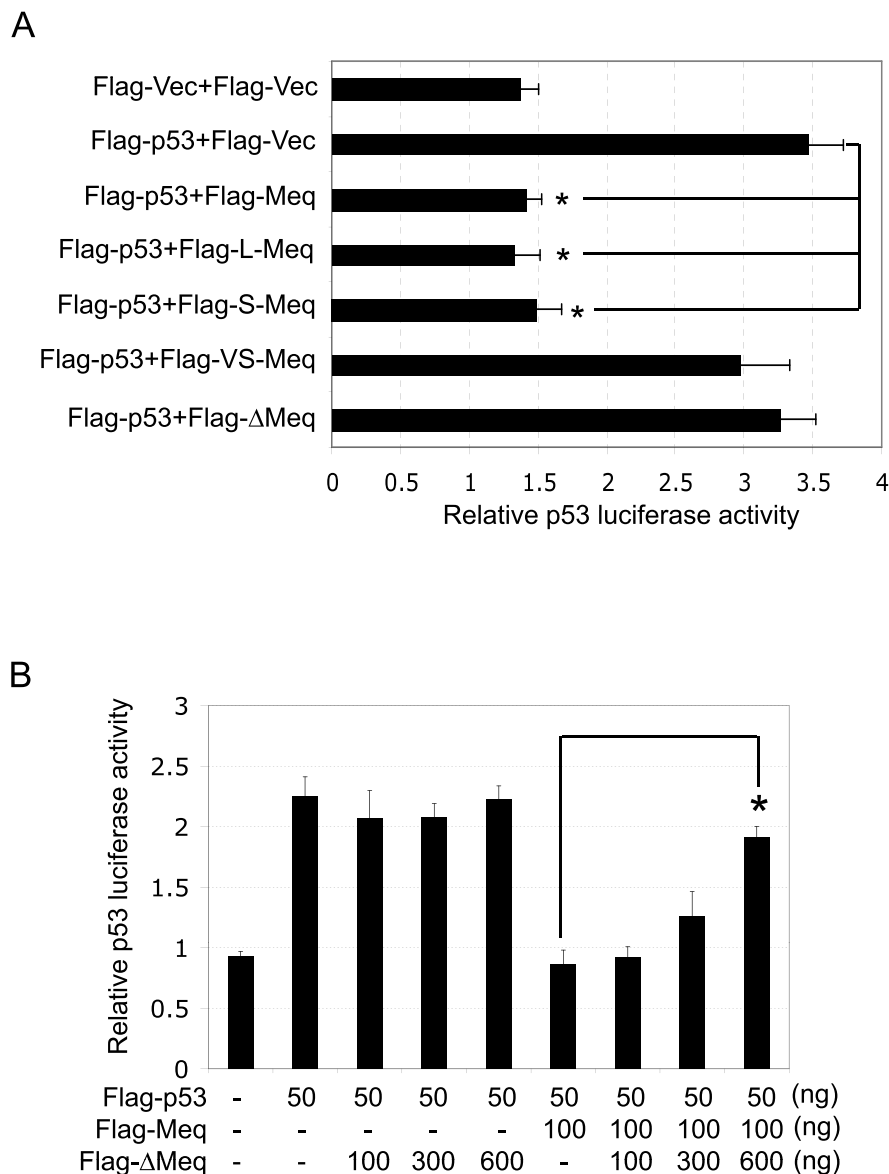 A
Flag-Vec+Flag-Vec
Flag-p53+Flag-Vec
Flag-p53+Flag-Meq
*
Flag-p53+Flag-L-Meq
*
Flag-p53+Flag-S-Meq
*
Flag-p53+Flag-VS-Meq
Flag-p53+Flag-ΔMeq
0 0.5 1 1.5 2 2.5 3 3.5 4
Relative p53 luciferase activity
B
Relative p53 luciferase activity
3
2.5
2
1.5
1
0.5
0
*
Flag-p53 - 50 50 50 50 50 50 50 50 (ng)
Flag-Meq - - - - - 100 100 100 100 (ng)
Flag-ΔMeq - - 100 300 600 - 100 300 600 (ng)